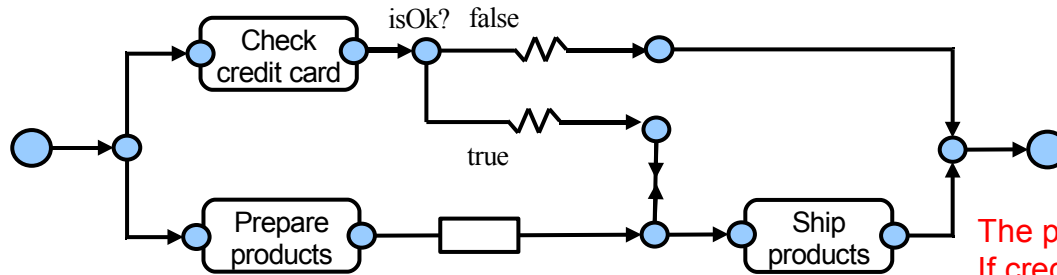 isOk? false
Check
credit card
true
Prepare
products
Ship
products
The p
If cred